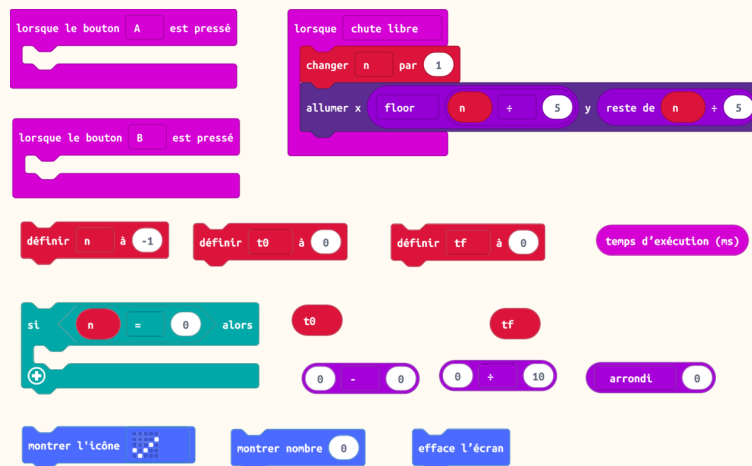 lorsque le bouton A est pressé
lorsque chute libre
changer n par 1
allumer x floor n ÷ 5 y reste de n ÷ 5
lorsque le bouton B est pressé
définir n à -1
définir t0 à 0
définir tf à 0
temps d'exécution (ms)
si n = 0 alors
t0
tf
0 - 0
0 ÷ 10
arrondi 0
montrer l'icône
montrer nombre 0
efface l'écran